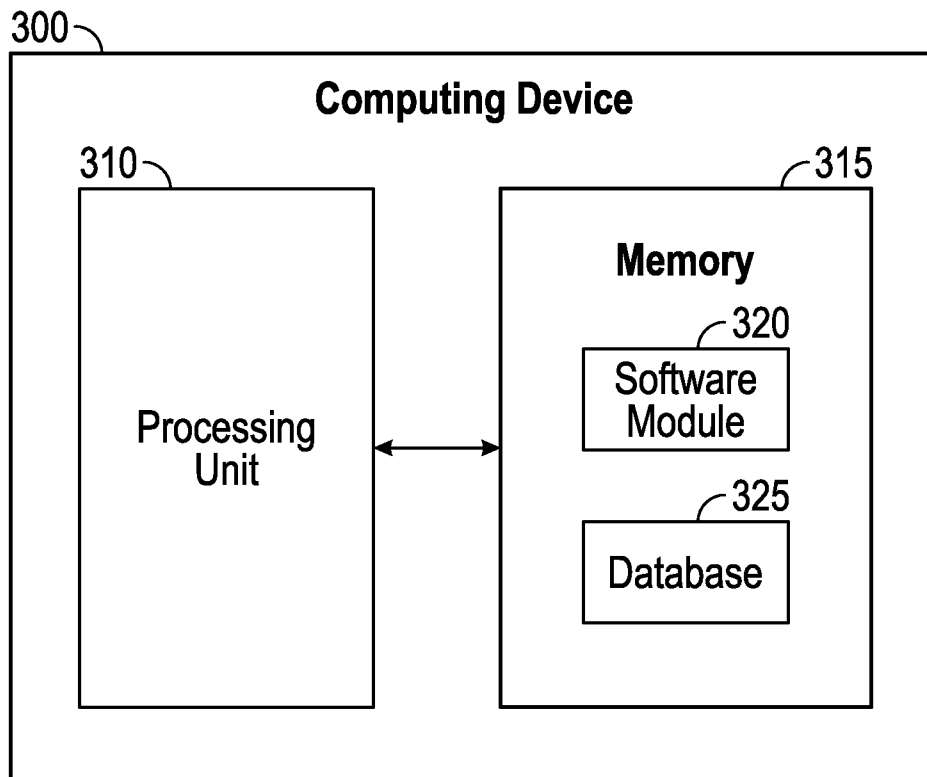 300
Computing Device
310
315
Processing
Unit
Memory
320
Software
Module
325
Database